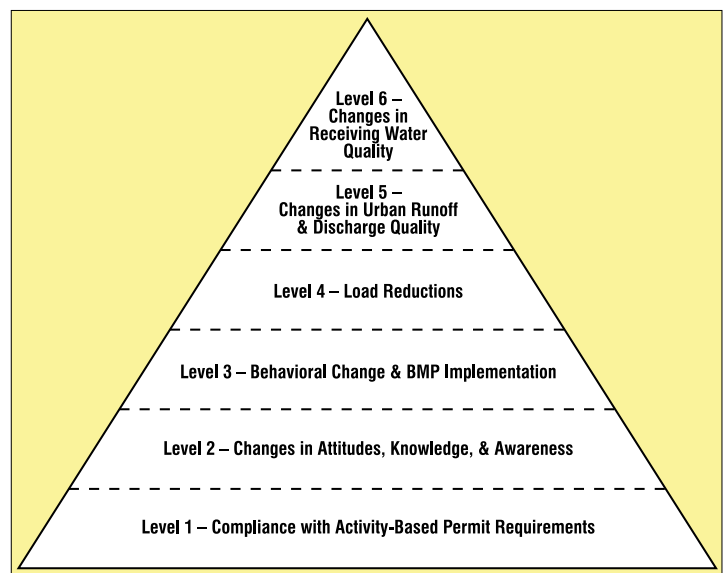 Level 6 –
Changes in
Receiving Water
Quality
Level 5 –
Changes in Urban Runoff
& Discharge Quality
Level 4 – Load Reductions
Level 3 – Behavioral Change & BMP Implementation
Level 2 – Changes in Attitudes, Knowledge, & Awareness
Level 1 – Compliance with Activity-Based Permit Requirements